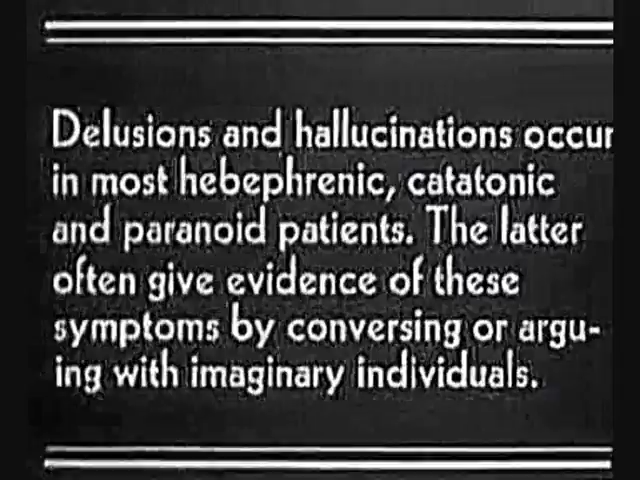 Delusions and hallucinations occur
in most hebephrenic, catatonic
and paranoid patients. The latter
often give evidence of these
symptoms by conversing or argu-
ing with imaginary individuals.